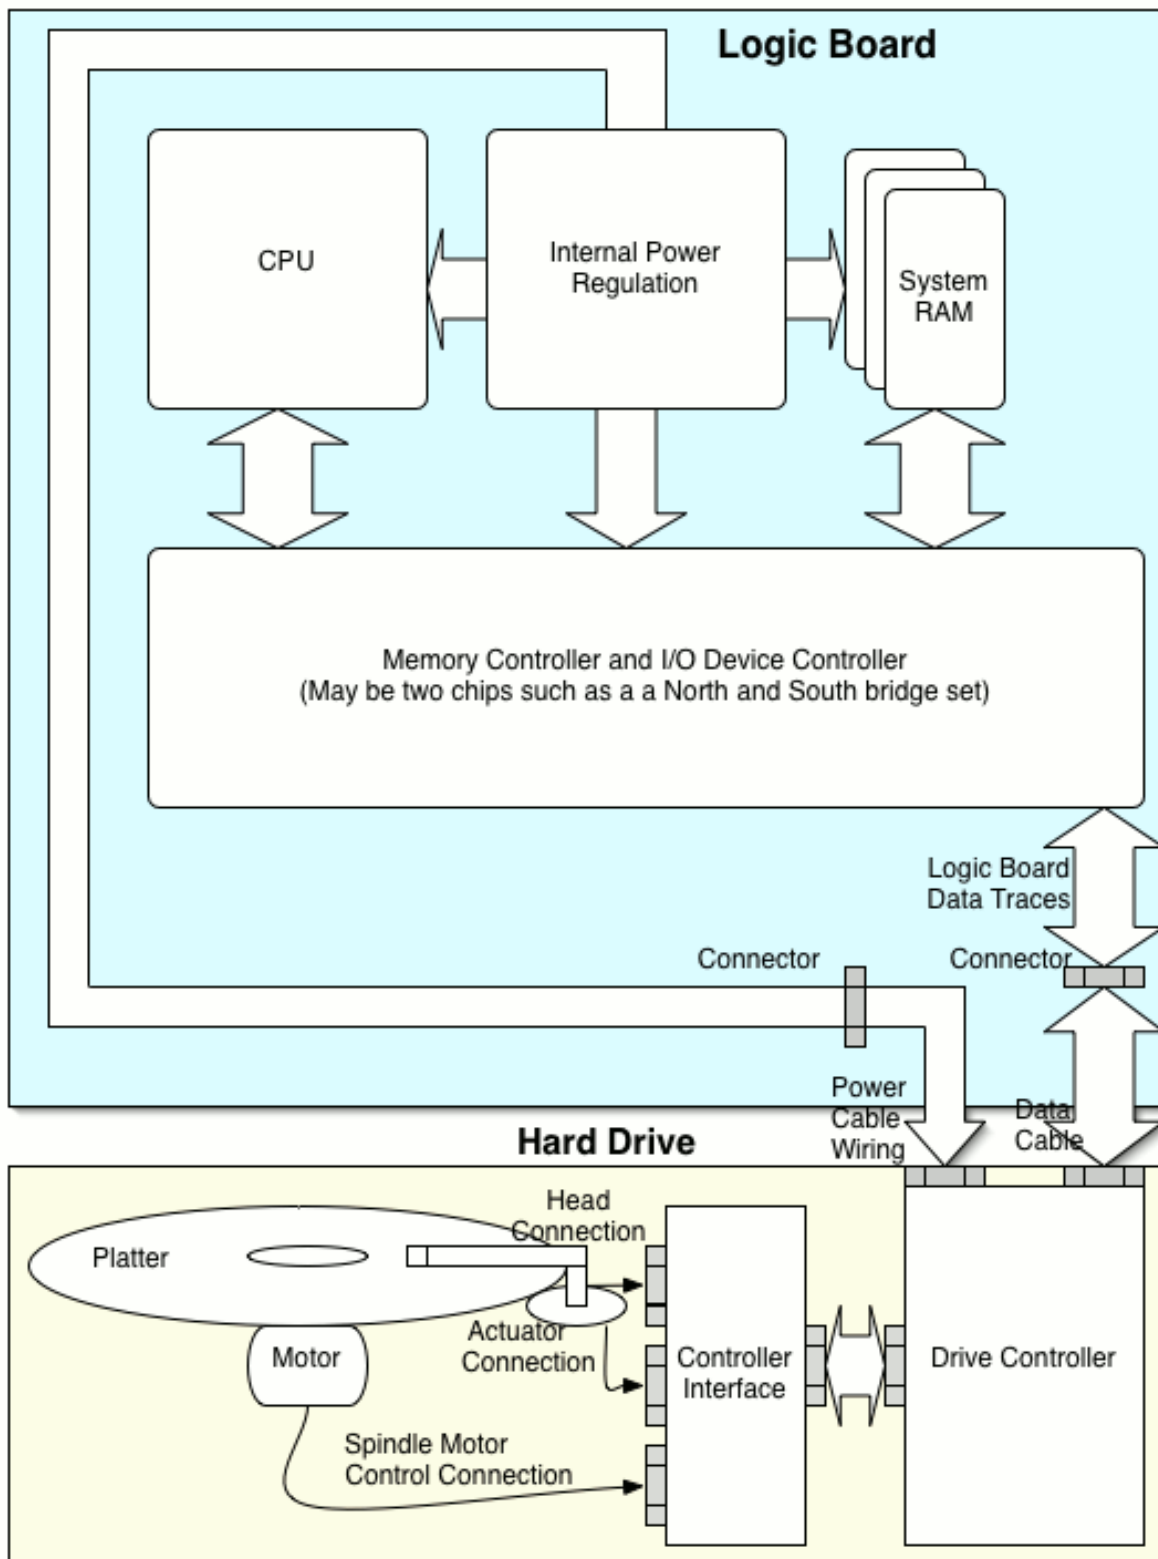 Logic Board
CPU
Internal Power
Regulation
System
RAM
Memory Controller and I/O Device Controller
(May be two chips such as a a North and South bridge set)
Logic Board
Data Traces
Connector
Connector
Power
Cable
Wiring
Data
Cable
Hard Drive
Head
Connection
Platter
Actuator
Connection
Motor
Controller
Interface
Drive Controller
Spindle Motor
Control Connection